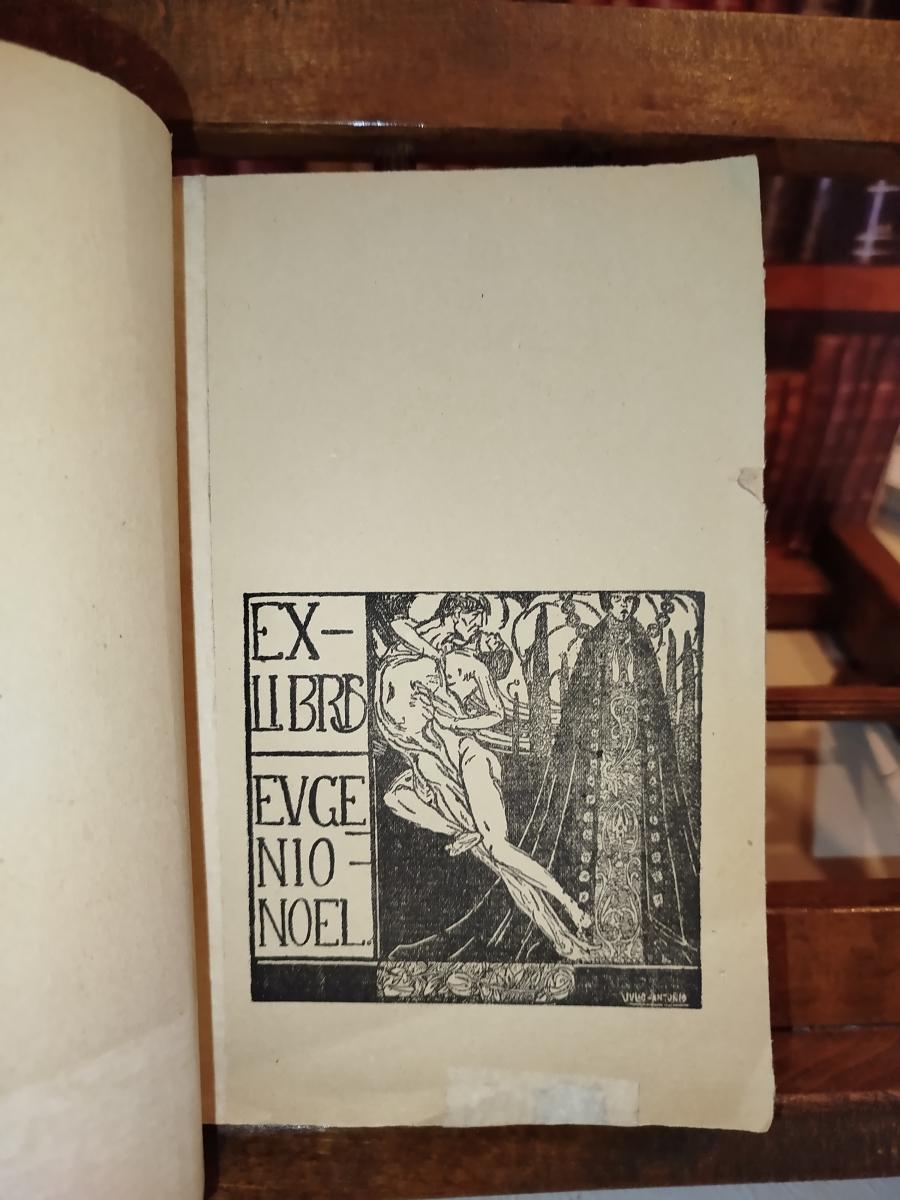 EX-
LIBRIS
EVGE
NIO-
NOEL.
JULIO-ANTONIO